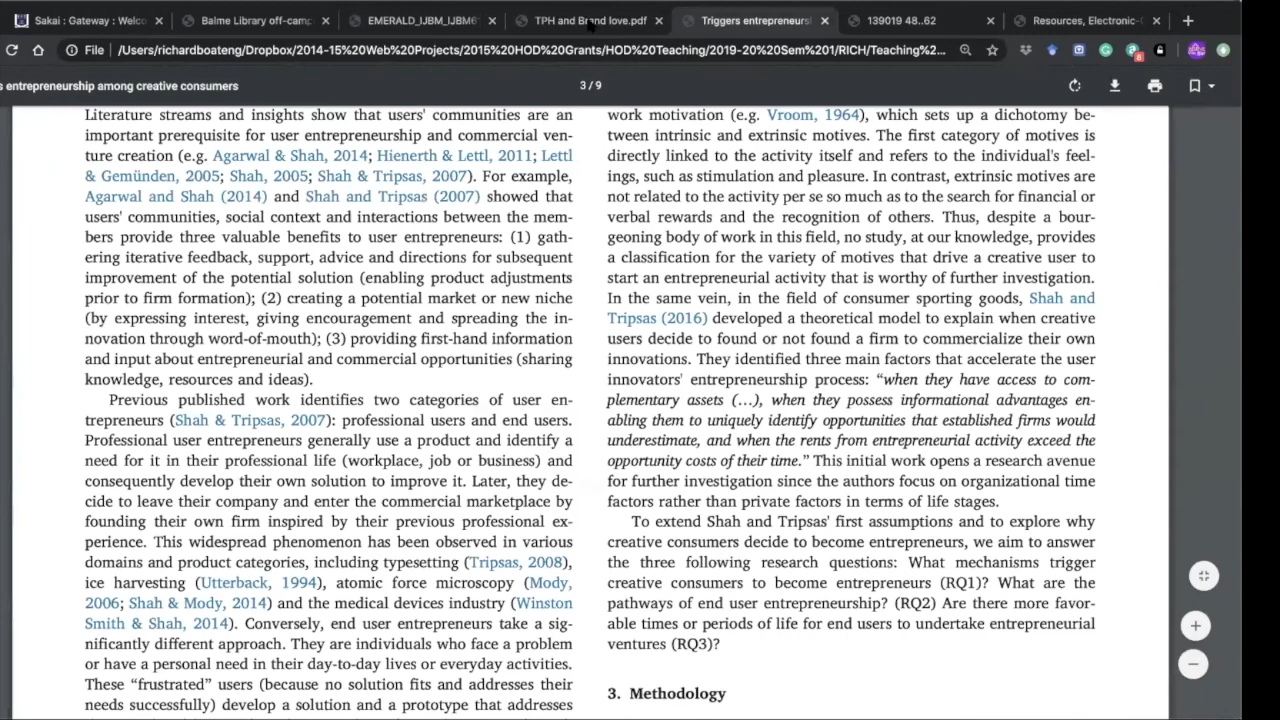 Sakai : Gateway : Welco
Balme Library off-camp
EMERALD_IJBM_IJBM6
TPH and Brand love.pdf
Triggers entrepreneurs
139019 48..62
Resources, Electronic-
File
/Users/richardboateng/Dropbox/2014-15%20Web%20Projects/2015%20HOD%20Grants/HOD%20Teaching/2019-20%20Sem%201/RICH/Teaching%2...
8
s entrepreneurship among creative consumers
3 / 9
Literature streams and insights show that users' communities are an
important prerequisite for user entrepreneurship and commercial ven-
ture creation (e.g. Agarwal & Shah, 2014; Hienerth & Lettl, 2011; Lettl
& Gemünden, 2005; Shah, 2005; Shah & Tripsas, 2007). For example,
Agarwal and Shah (2014) and Shah and Tripsas (2007) showed that
users' communities, social context and interactions between the mem-
bers provide three valuable benefits to user entrepreneurs: (1) gath-
ering iterative feedback, support, advice and directions for subsequent
improvement of the potential solution (enabling product adjustments
prior to firm formation); (2) creating a potential market or new niche
(by expressing interest, giving encouragement and spreading the in-
novation through word-of-mouth); (3) providing first-hand information
and input about entrepreneurial and commercial opportunities (sharing
knowledge, resources and ideas).
Previous published work identifies two categories of user en-
trepreneurs (Shah & Tripsas, 2007): professional users and end users.
Professional user entrepreneurs generally use a product and identify a
need for it in their professional life (workplace, job or business) and
consequently develop their own solution to improve it. Later, they de-
cide to leave their company and enter the commercial marketplace by
founding their own firm inspired by their previous professional ex-
perience. This widespread phenomenon has been observed in various
domains and product categories, including typesetting (Tripsas, 2008),
ice harvesting (Utterback, 1994), atomic force microscopy (Mody,
2006; Shah & Mody, 2014) and the medical devices industry (Winston
Smith & Shah, 2014). Conversely, end user entrepreneurs take a sig-
nificantly different approach. They are individuals who face a problem
or have a personal need in their day-to-day lives or everyday activities.
These “frustrated” users (because no solution fits and addresses their
needs successfully) develop a solution and a prototype that addresses
work motivation (e.g. Vroom, 1964), which sets up a dichotomy be-
tween intrinsic and extrinsic motives. The first category of motives is
directly linked to the activity itself and refers to the individual's feel-
ings, such as stimulation and pleasure. In contrast, extrinsic motives are
not related to the activity per se so much as to the search for financial or
verbal rewards and the recognition of others. Thus, despite a bour-
geoning body of work in this field, no study, at our knowledge, provides
a classification for the variety of motives that drive a creative user to
start an entrepreneurial activity that is worthy of further investigation.
In the same vein, in the field of consumer sporting goods, Shah and
Tripsas (2016) developed a theoretical model to explain when creative
users decide to found or not found a firm to commercialize their own
innovations. They identified three main factors that accelerate the user
innovators' entrepreneurship process: “when they have access to com-
plementary assets (…), when they possess informational advantages en-
abling them to uniquely identify opportunities that established firms would
underestimate, and when the rents from entrepreneurial activity exceed the
opportunity costs of their time.” This initial work opens a research avenue
for further investigation since the authors focus on organizational time
factors rather than private factors in terms of life stages.
To extend Shah and Tripsas' first assumptions and to explore why
creative consumers decide to become entrepreneurs, we aim to answer
the three following research questions: What mechanisms trigger
creative consumers to become entrepreneurs (RQ1)? What are the
pathways of end user entrepreneurship? (RQ2) Are there more favor-
able times or periods of life for end users to undertake entrepreneurial
ventures (RQ3)?
3. Methodology